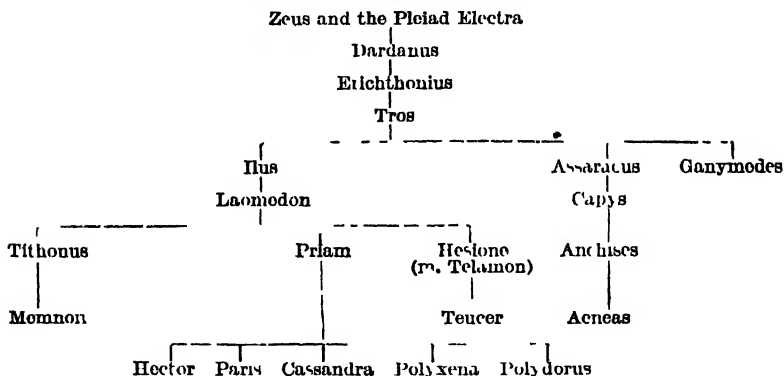 Zeus and the Pleiad Electra
Dardanus
Erichthonius
Tros
Ilus Assaracus Ganymedes
Laomedon Capys
Tithonus Priam Hesione Anchises
(m. Telamon)
Memnon Teucer Aeneas
Hector Paris Cassandra Polyxena Polydorus